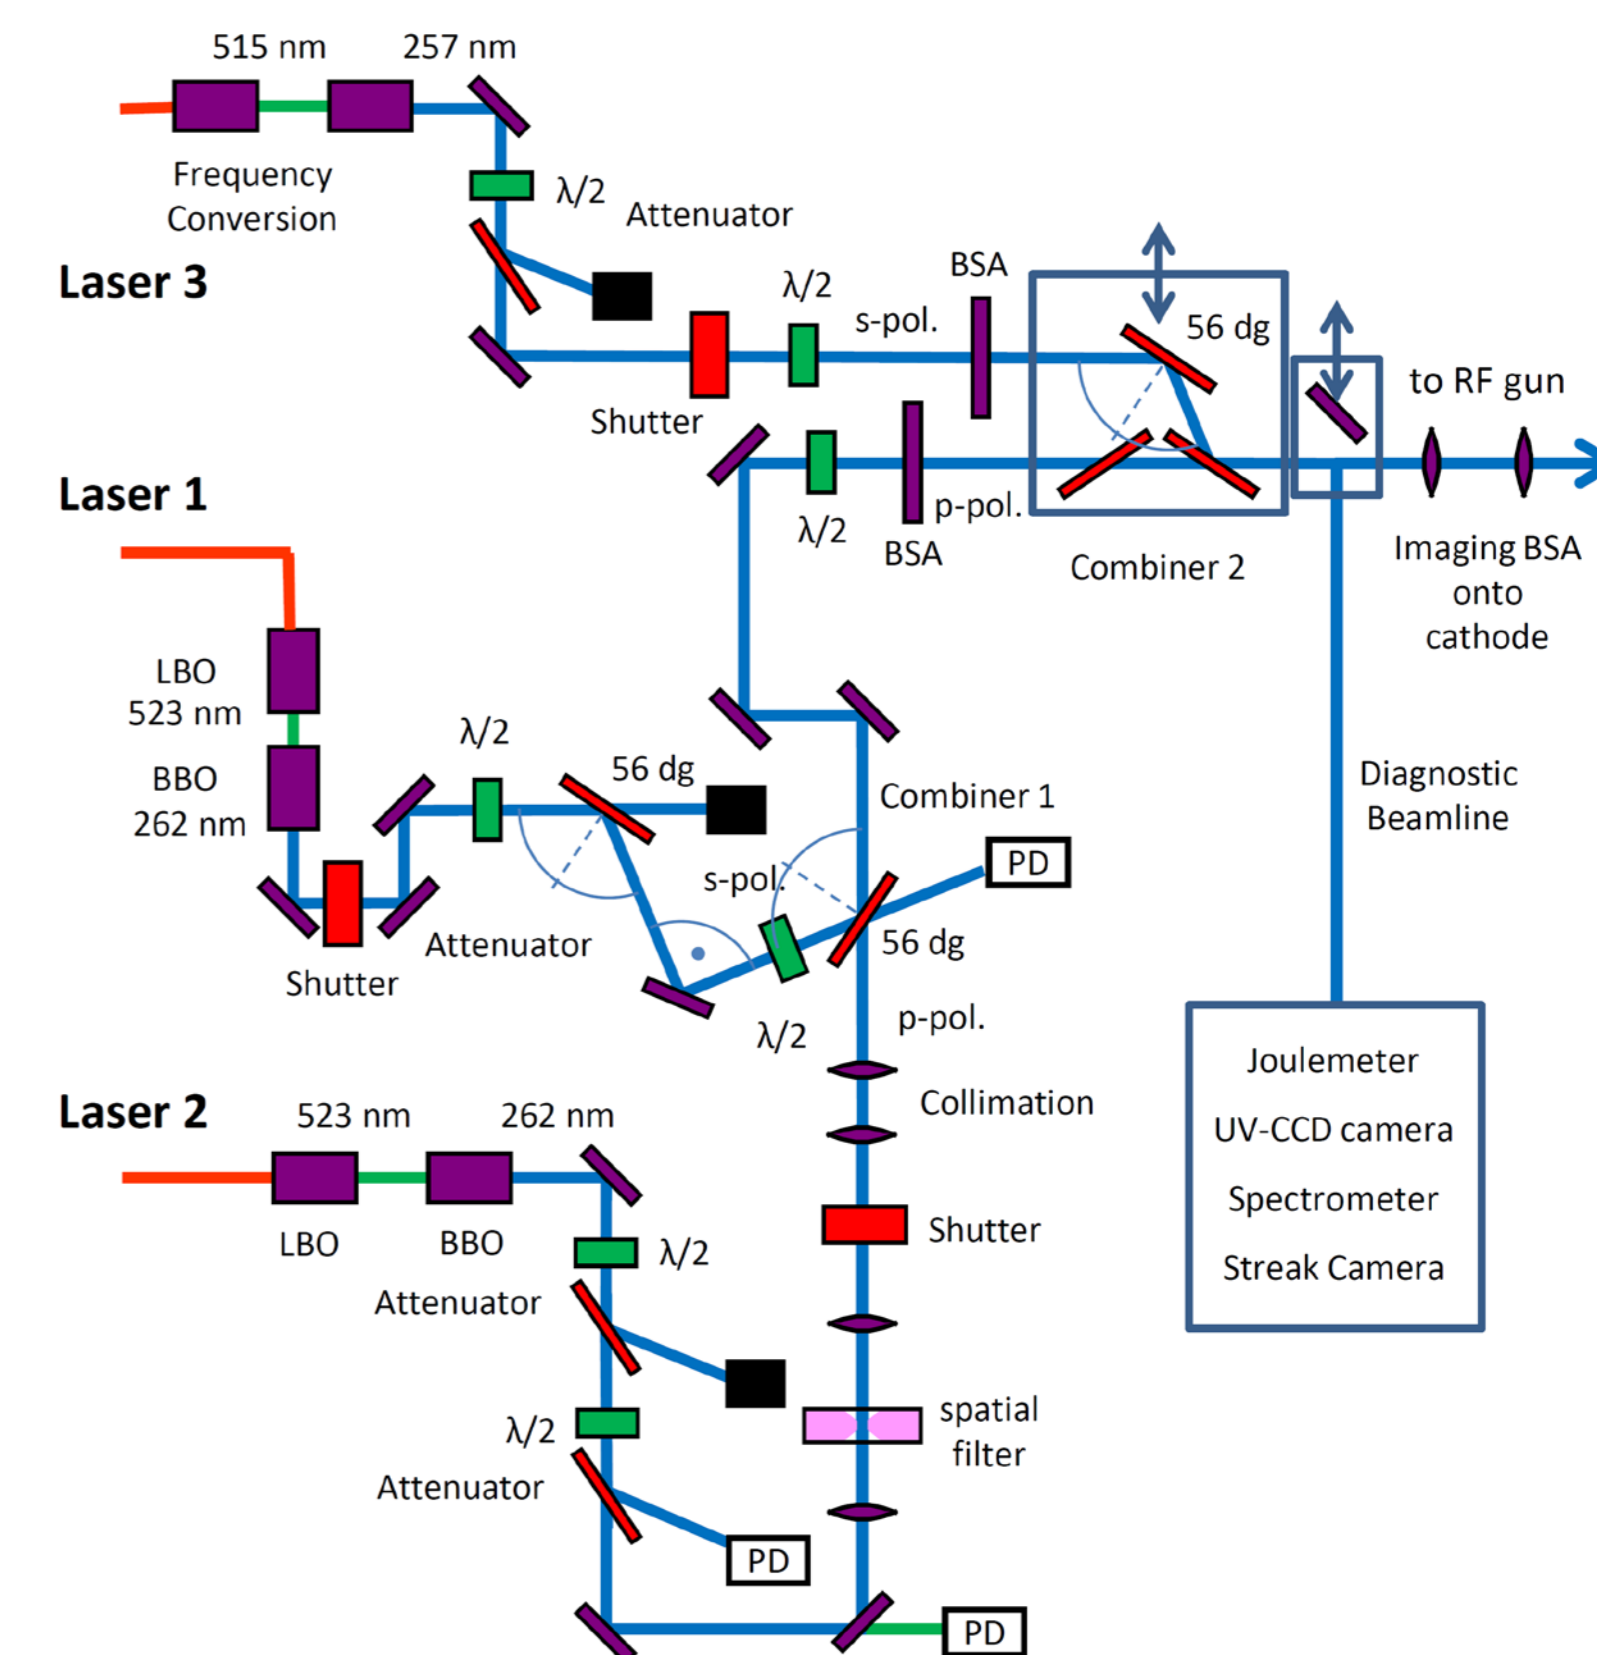 515 nm
257 nm
Frequency
Conversion
λ/2
Attenuator
Laser 3
Shutter
λ/2
s-pol.
BSA
56 dg
to RF gun
λ/2
BSA
p-pol.
Combiner 2
Imaging BSA
onto
cathode
Laser 1
LBO
523 nm
BBO
262 nm
Shutter
Attenuator
λ/2
56 dg
s-pol.
λ/2
Combiner 1
PD
56 dg
p-pol.
Collimation
Shutter
spatial
filter
Diagnostic
Beamline
Joulemeter
UV-CCD camera
Spectrometer
Streak Camera
Laser 2
523 nm
262 nm
LBO
BBO
λ/2
Attenuator
λ/2
Attenuator
PD
PD